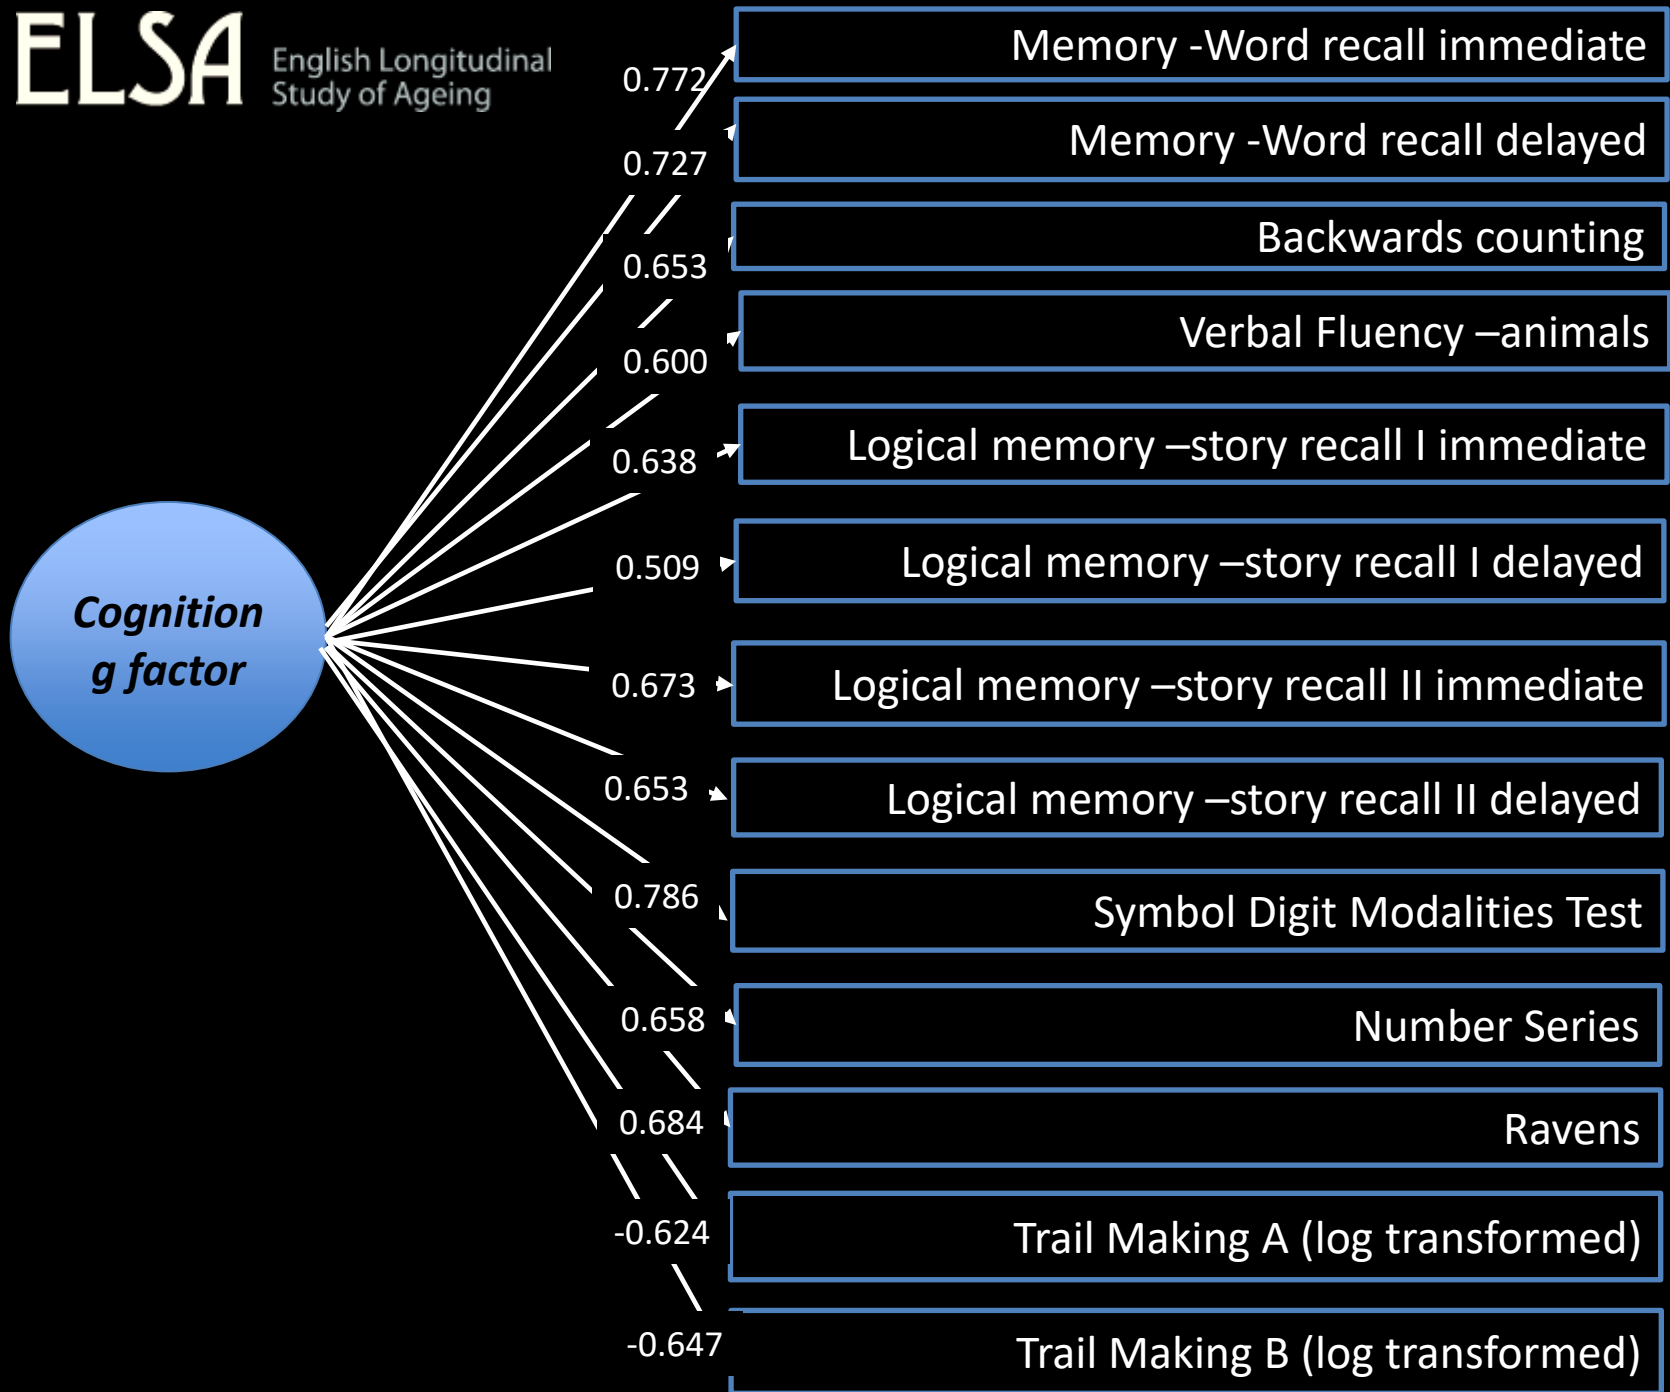 ELSA
English Longitudinal
Study of Ageing
0.772
Memory -Word recall immediate
0.727
Memory -Word recall delayed
0.653
Backwards counting
0.600
Verbal Fluency –animals
0.638
Logical memory –story recall I immediate
0.509
Logical memory –story recall I delayed
Cognition
g factor
0.673
Logical memory –story recall II immediate
0.653
Logical memory –story recall II delayed
0.786
Symbol Digit Modalities Test
0.658
Number Series
0.684
Ravens
-0.624
Trail Making A (log transformed)
-0.647
Trail Making B (log transformed)